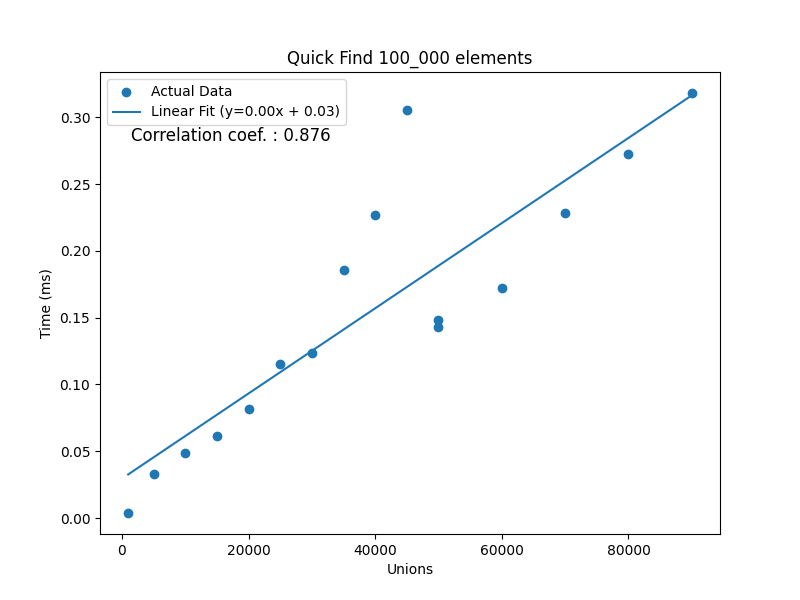 Quick Find 100_000 elements
Actual Data
Linear Fit (y=0.00x + 0.03)
Correlation coef. : 0.876
0.30
0.25
0.20
0.15
0.10
0.05
0.00
Time (ms)
0 20000 40000 60000 80000
Unions